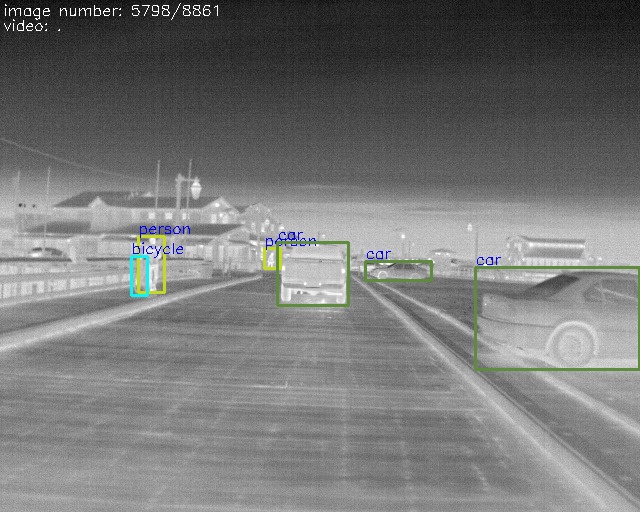 image number: 5798/8861
video: .
person
bicycle
person
car
car
car